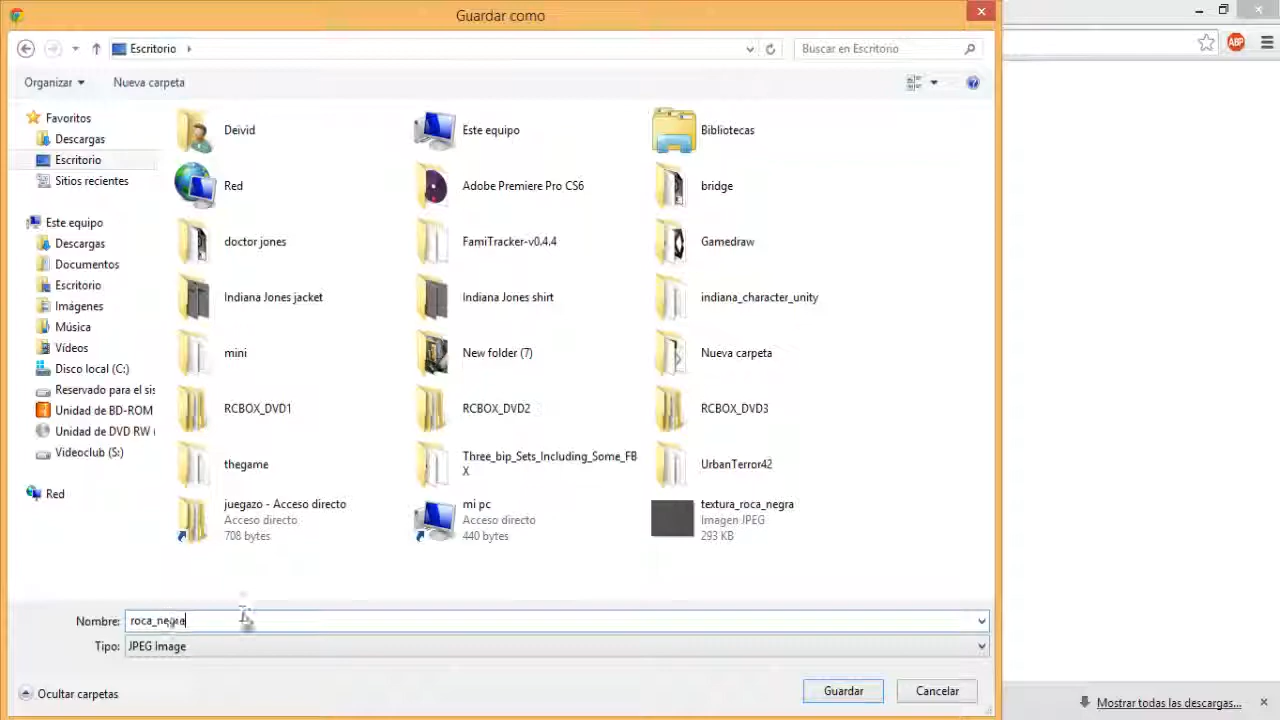 Guardar como
Escritorio
Buscar en Escritorio
Organizar
Nueva carpeta
Favoritos
Descargas
Escritorio
Sitios recientes
Este equipo
Descargas
Documentos
Escritorio
Imágenes
Música
Vídeos
Disco local (C:)
Reservado para el sis
Unidad de BD-ROM
Unidad de DVD RW (
Videoclub (S:)
Red
Deivid
Este equipo
Bibliotecas
Red
Adobe Premiere Pro CS6
bridge
doctor jones
FamiTracker-v0.4.4
Gamedraw
Indiana Jones jacket
Indiana Jones shirt
indiana_character_unity
mini
New folder (7)
Nueva carpeta
RCBOX_DVD1
RCBOX_DVD2
RCBOX_DVD3
thegame
Three_bip_Sets_Including_Some_FB
X
UrbanTerror42
juegazo - Acceso directo
Acceso directo
708 bytes
mi pc
Acceso directo
440 bytes
textura_roca_negra
Imagen JPEG
293 KB
Nombre:
Tipo: JPEG Image
Ocultar carpetas
Guardar
Cancelar
ABP
Mostrar todas las descargas...